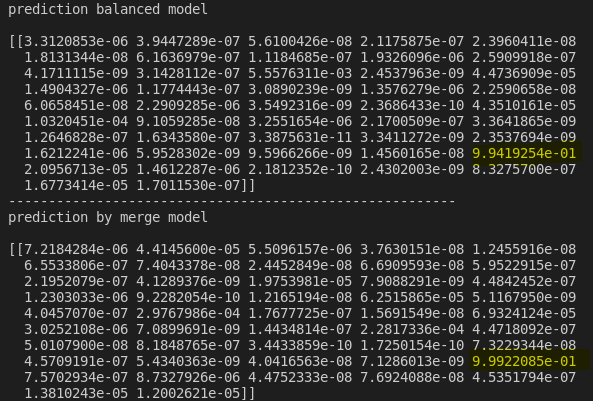 prediction balanced model
[[3.3120853e-06 3.9447289e-07 5.6100426e-08 2.1175875e-07 2.3960411e-08
1.8131344e-08 6.1636979e-07 1.1184685e-07 1.9326096e-06 2.5909918e-07
4.1711115e-09 3.1428112e-07 5.5576311e-03 2.4537963e-09 4.4736909e-05
1.4904327e-06 1.1774443e-07 3.0890239e-09 1.3576279e-06 2.2590658e-08
6.0658451e-08 2.2909285e-06 3.5492316e-09 2.3686433e-10 4.3510161e-05
1.0320451e-04 9.1059285e-08 3.2551654e-06 2.1700509e-07 3.3641865e-09
1.2646828e-07 1.6343580e-07 3.3875631e-11 3.3411272e-09 2.3537694e-09
1.6212241e-06 5.9528302e-09 9.5966266e-09 1.4560165e-08 9.9419254e-01
2.0956713e-05 1.4612287e-06 2.1812352e-10 2.4302003e-09 8.3275700e-07
1.6773414e-05 1.7011530e-07]]
--------------------------------------------------------
prediction by merge model
[[7.2184284e-06 4.4145600e-05 5.5096157e-06 3.7630151e-08 1.2455916e-08
6.5533806e-07 7.4043378e-08 2.4452849e-08 6.6909593e-08 5.9522915e-07
2.1952079e-07 4.1289376e-09 1.9753981e-05 7.9088291e-09 4.4842452e-07
1.2303033e-06 9.2282054e-10 1.2165194e-08 6.2515865e-05 5.1167950e-09
4.0457070e-07 2.9767986e-04 1.7677725e-07 1.5691549e-08 6.9324124e-05
3.0252108e-06 7.0899691e-09 1.4434814e-07 2.2817336e-04 4.4718092e-07
5.0107900e-08 8.1848765e-07 3.4433859e-10 1.7250154e-10 7.3229344e-08
4.5709191e-07 5.4340363e-09 4.0416563e-08 7.1286013e-09 9.9922085e-01
7.5702934e-07 8.7327926e-06 4.4752333e-08 7.6924088e-08 4.5351794e-07
1.3810243e-05 1.2002621e-05]]